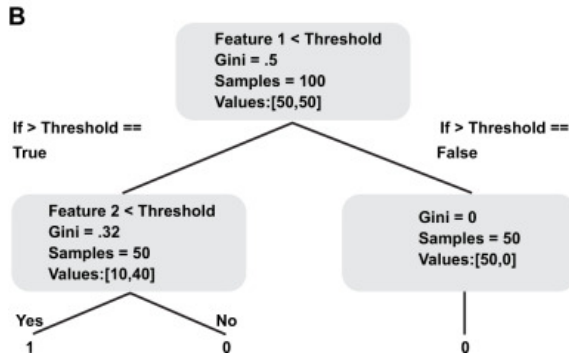 B
Feature 1 < Threshold
Gini = .5
Samples = 100
Values:[50,50]
If > Threshold ==
True
If > Threshold ==
False
Feature 2 < Threshold
Gini = .32
Samples = 50
Values:[10,40]
Gini = 0
Samples = 50
Values:[50,0]
Yes
No
1
0
0